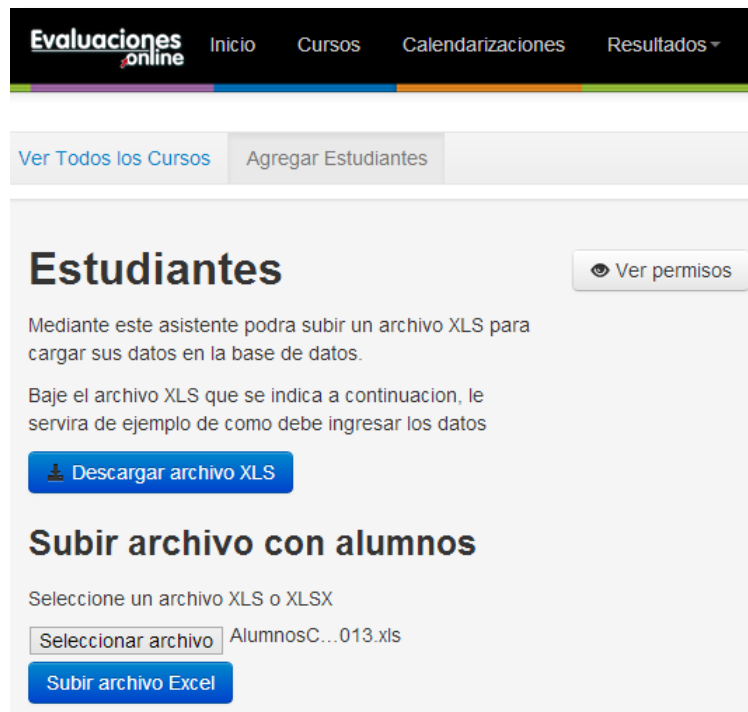 Evaluaciones
online
Inicio Cursos Calendarizaciones Resultados
Ver Todos los Cursos Agregar Estudiantes
Estudiantes
Ver permisos
Mediante este asistente podra subir un archivo XLS para
cargar sus datos en la base de datos.
Baje el archivo XLS que se indica a continuacion, le
servira de ejemplo de como debe ingresar los datos
Descargar archivo XLS
Subir archivo con alumnos
Seleccione un archivo XLS o XLSX
Seleccionar archivo AlumnosC...013.xls
Subir archivo Excel